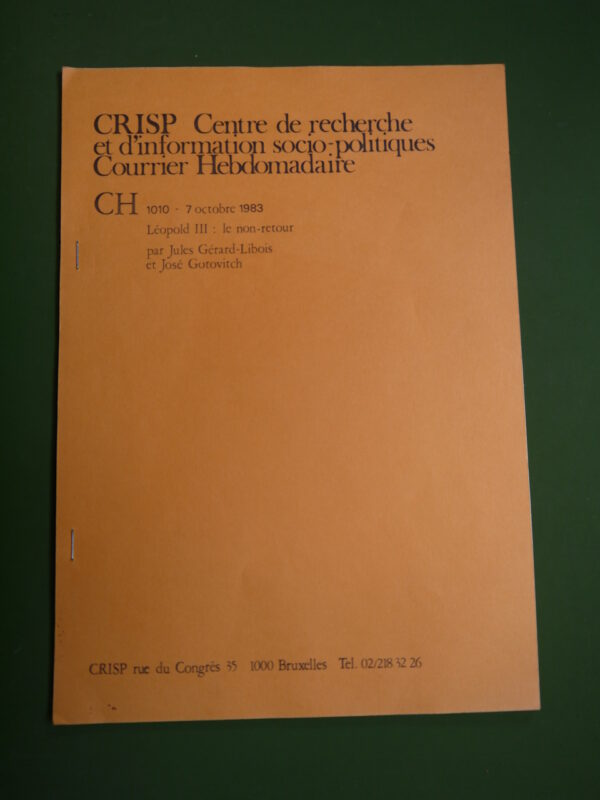 CRISP Centre de recherche
et d'information socio-politiques
Courrier Hebdomadaire
CH 1010 - 7 octobre 1983
Léopold III : le non-retour
par Jules Gérard-Libois
et José Gotovitch
CRISP rue du Congrès 35 1000 Bruxelles Tel. 02/218 32 26